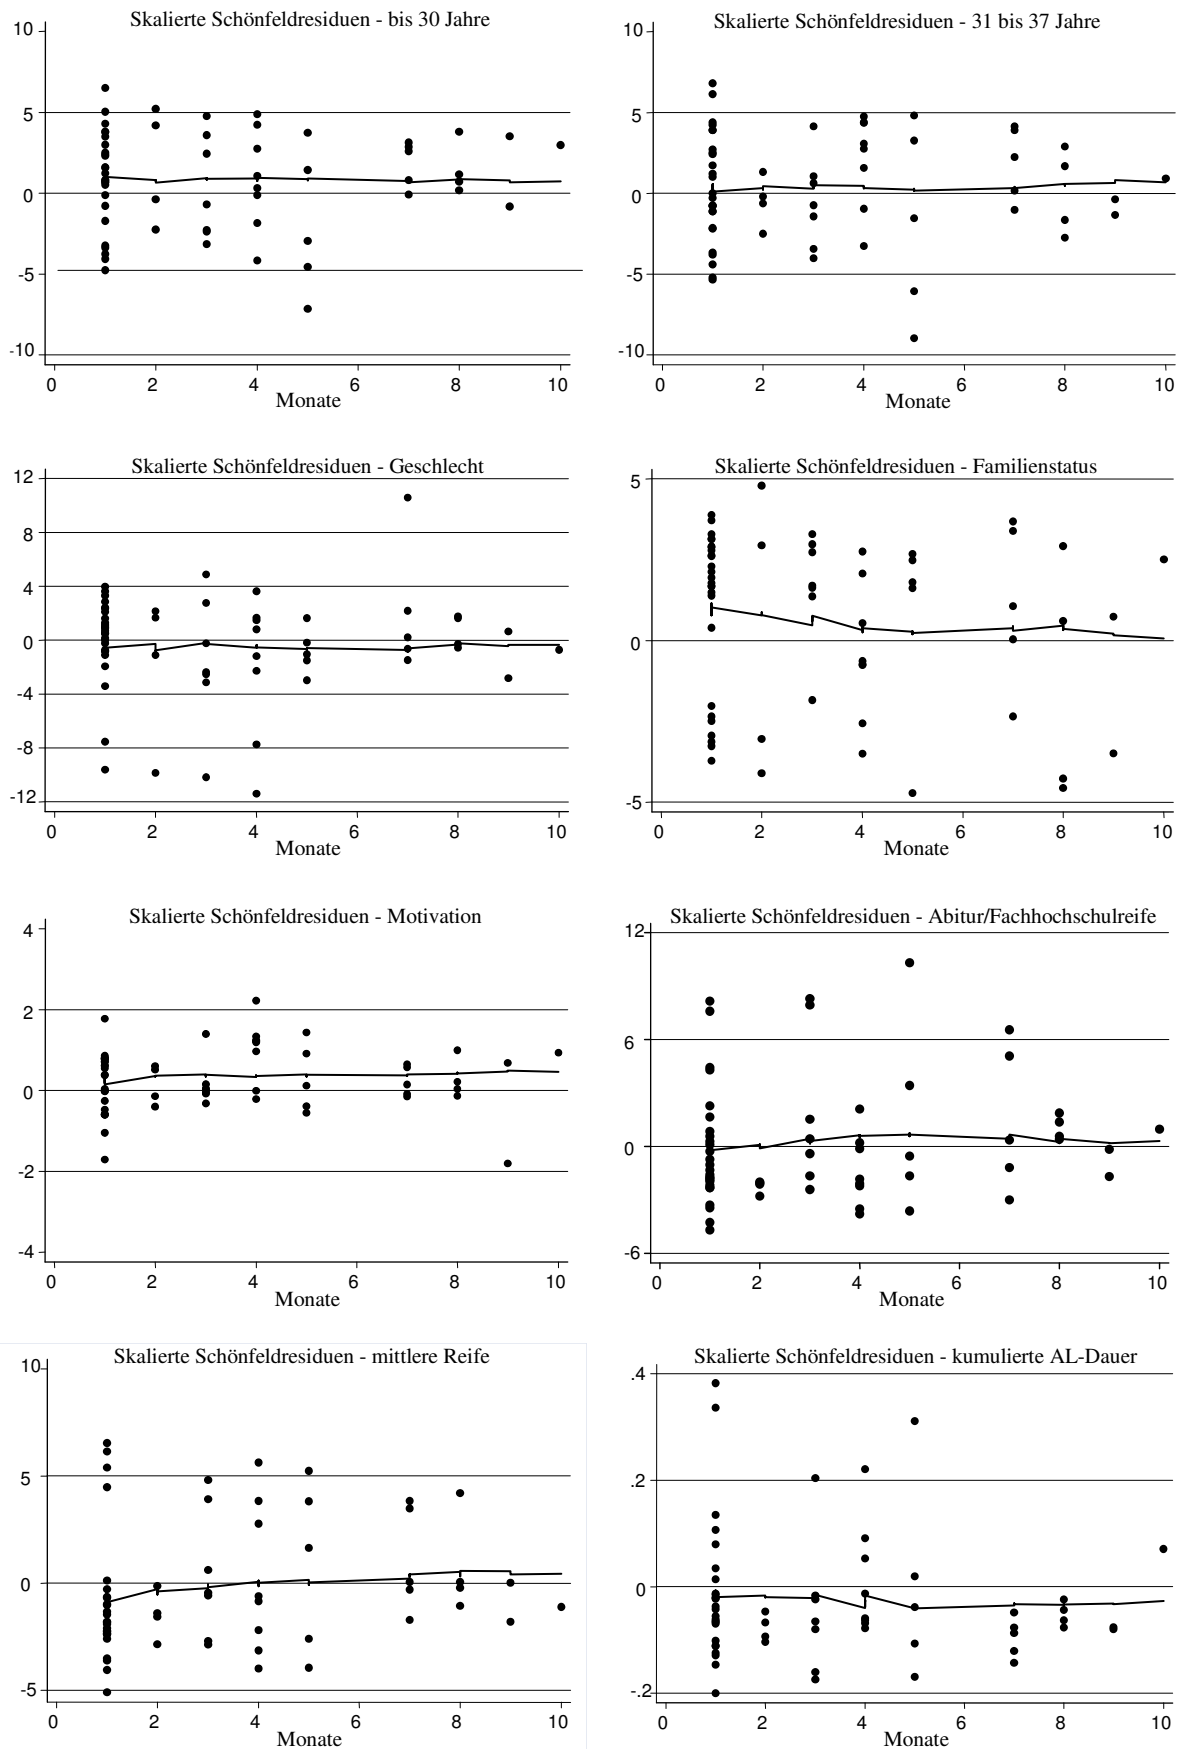 Skalierte Schönfeldresiduen - bis 30 Jahre
10
5
0
-5
-10
0 2 4 6 8 10
Monate
Skalierte Schönfeldresiduen - 31 bis 37 Jahre
10
5
0
-5
-10
0 2 4 6 8 10
Monate
Skalierte Schönfeldresiduen - Geschlecht
12
8
4
0
-4
-8
-12
0 2 4 6 8 10
Monate
Skalierte Schönfeldresiduen - Familienstatus
5
0
-5
0 2 4 6 8 10
Monate
Skalierte Schönfeldresiduen - Motivation
4
2
0
-2
-4
0 2 4 6 8 10
Monate
Skalierte Schönfeldresiduen - Abitur/Fachhochschulreife
12
6
0
-6
0 2 4 6 8 10
Monate
Skalierte Schönfeldresiduen - mittlere Reife
10
5
0
-5
0 2 4 6 8 10
Monate
Skalierte Schönfeldresiduen - kumulierte AL-Dauer
.4
.2
0
-.2
0 2 4 6 8 10
Monate